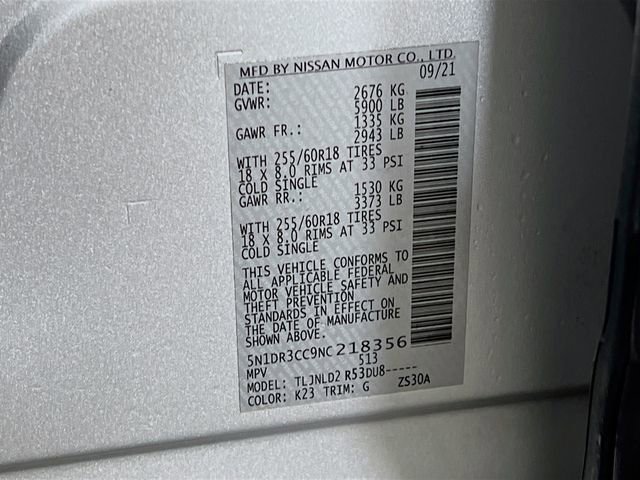 MFD BY NISSAN MOTOR CO., LTD.
DATE: 09/21
GVWR: 2676 KG
5900 LB
GAWR FR.: 1335 KG
2943 LB
WITH 255/60R18 TIRES
18 X 8.0 RIMS AT 33 PSI
COLD SINGLE
GAWR RR.: 1530 KG
3373 LB
WITH 255/60R18 TIRES
18 X 8.0 RIMS AT 33 PSI
COLD SINGLE
THIS VEHICLE CONFORMS TO
ALL APPLICABLE FEDERAL
MOTOR VEHICLE SAFETY AND
THEFT PREVENTION
STANDARDS IN EFFECT ON
THE DATE OF MANUFACTURE
SHOWN ABOVE.
5N1DR3CC9NC218356
MPV 513
MODEL: TLJNLD2 R53DU8-----
COLOR: K23 TRIM: G ZS30A